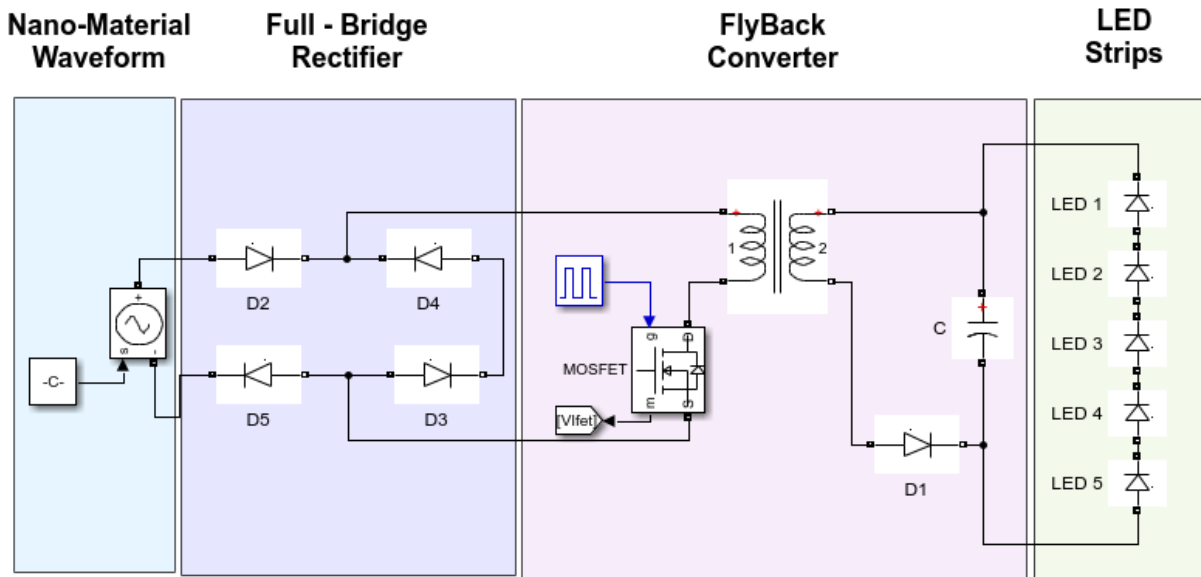 Nano-Material
Waveform
Full - Bridge
Rectifier
FlyBack
Converter
LED
Strips
D2
D4
D5
D3
+
s
-
-C-
1
2
g
D
MOSFET
m
S
[VIfet]
+
C
D1
LED 1
LED 2
LED 3
LED 4
LED 5